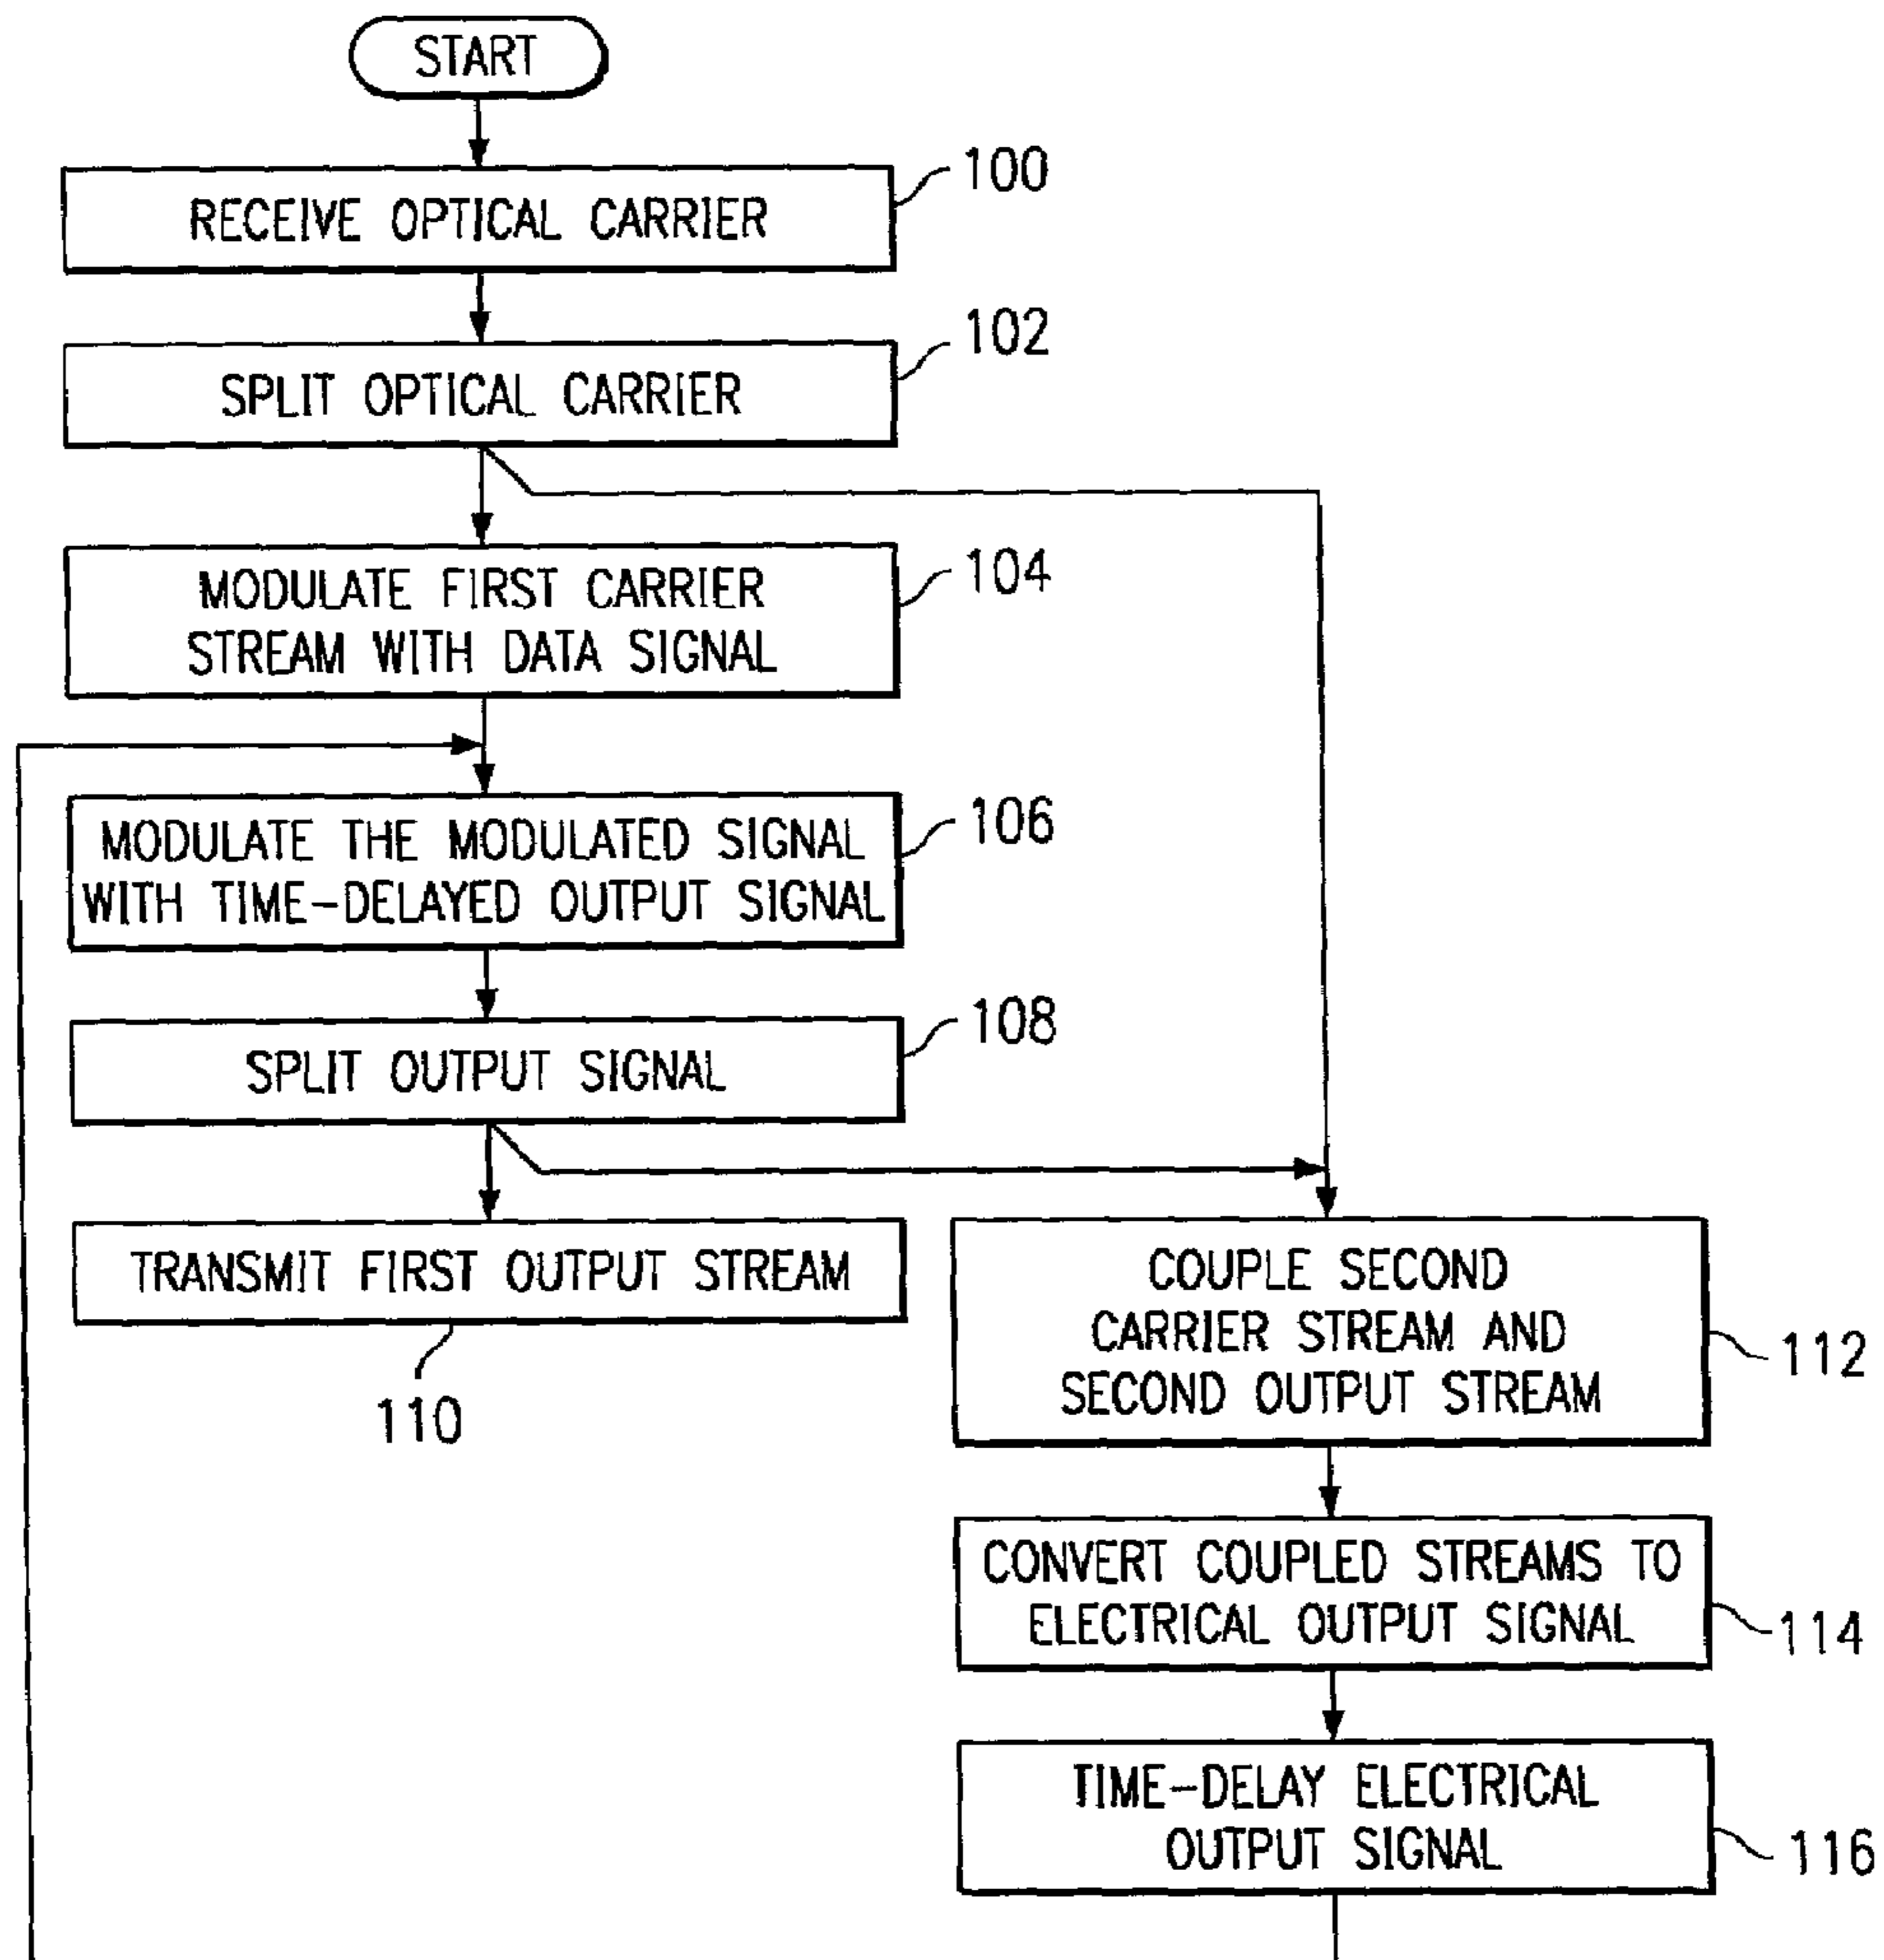 START
RECEIVE OPTICAL CARRIER
100
SPLIT OPTICAL CARRIER
102
MODULATE FIRST CARRIER
STREAM WITH DATA SIGNAL
104
MODULATE THE MODULATED SIGNAL
WITH TIME-DELAYED OUTPUT SIGNAL
106
SPLIT OUTPUT SIGNAL
108
TRANSMIT FIRST OUTPUT STREAM
110
COUPLE SECOND
CARRIER STREAM AND
SECOND OUTPUT STREAM
112
CONVERT COUPLED STREAMS TO
ELECTRICAL OUTPUT SIGNAL
114
TIME-DELAY ELECTRICAL
OUTPUT SIGNAL
116